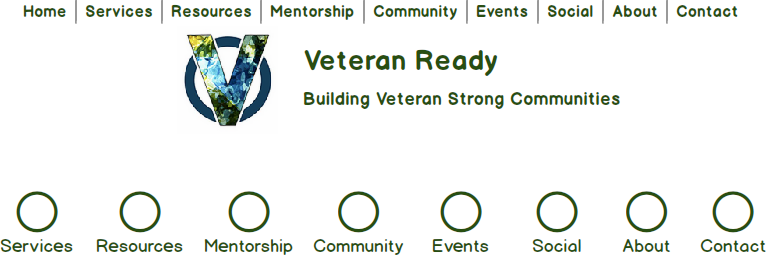 Home Services Resources Mentorship Community Events Social About Contact
Veteran Ready
Building Veteran Strong Communities
Services Resources Mentorship Community Events Social About Contact